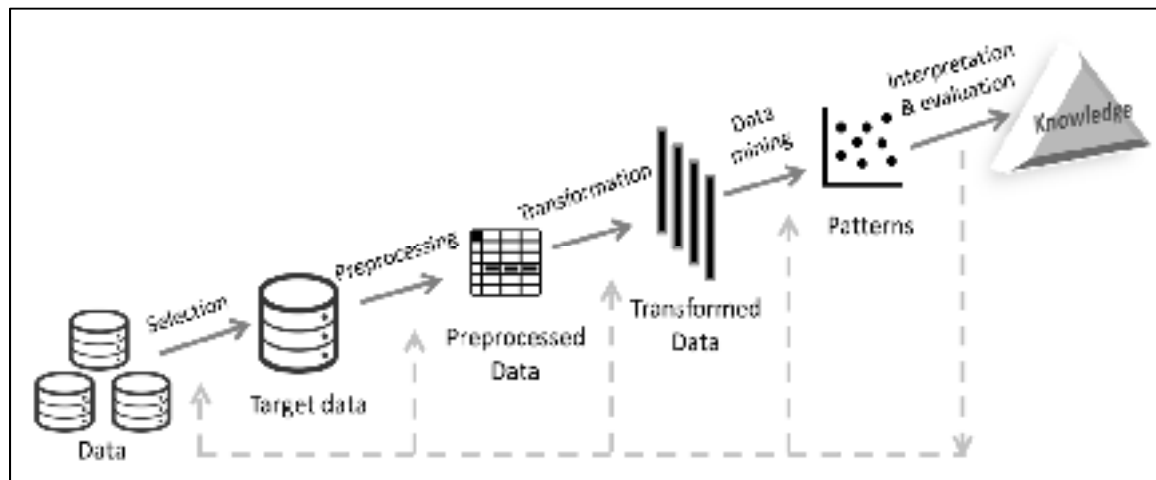 Data
Selection
Target data
Preprocessing
Preprocessed
Data
Transformation
Transformed
Data
Data
mining
Patterns
Interpretation
& evaluation
Knowledge